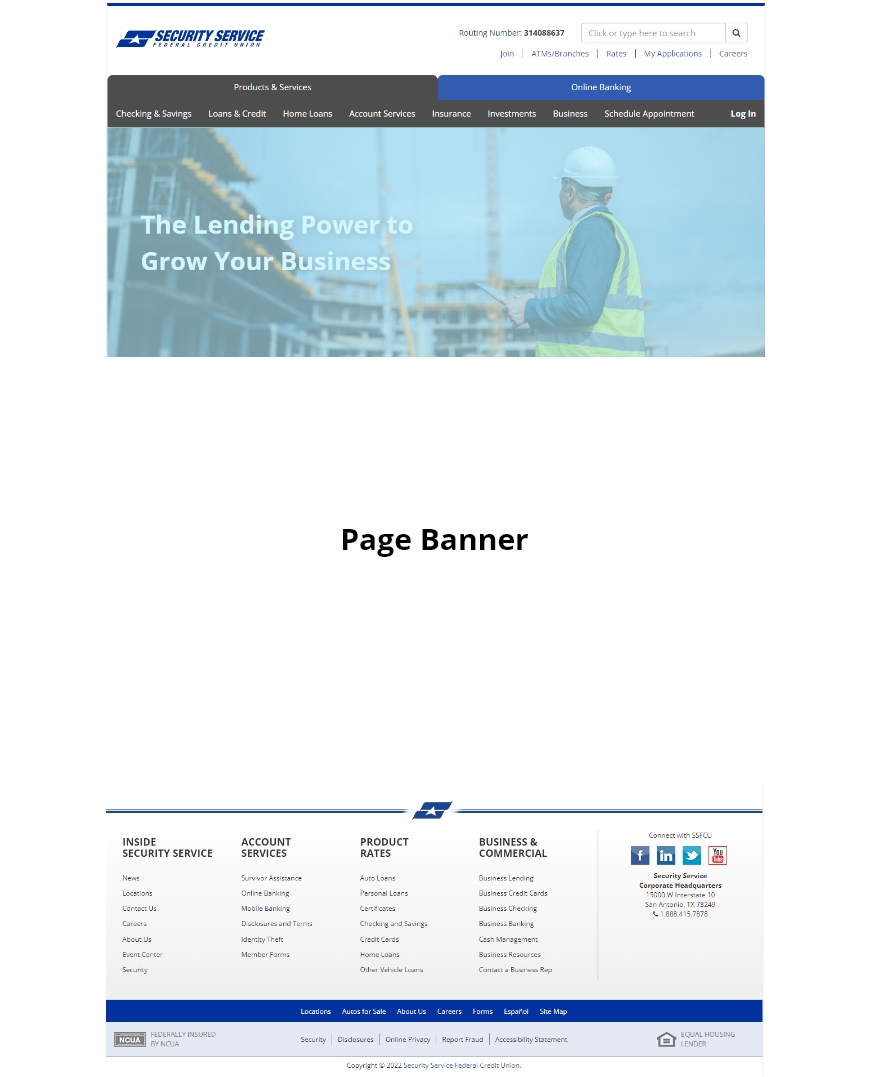 SECURITY SERVICE
FEDERAL CREDIT UNION
Routing Number: 314088637
Click or type here to search
Join
ATMs/Branches
Rates
My Applications
Careers
Products & Services
Online Banking
Checking & Savings
Loans & Credit
Home Loans
Account Services
Insurance
Investments
Business
Schedule Appointment
Log In
The Lending Power to
Grow Your Business
Page Banner
INSIDE
SECURITY SERVICE
News
Locations
Contact Us
Careers
About Us
Event Center
Security
ACCOUNT
SERVICES
Survivor Assistance
Online Banking
Mobile Banking
Disclosures and Terms
Identity Theft
Member Forms
PRODUCT
RATES
Auto Loans
Personal Loans
Certificates
Checking and Savings
Credit Cards
Home Loans
Other Vehicle Loans
BUSINESS &
COMMERCIAL
Business Lending
Business Credit Cards
Business Checking
Business Banking
Cash Management
Business Resources
Contact a Business Rep
Connect with SSFCU
f
in
You
Tube
Security Service
Corporate Headquarters
15000 W Interstate 10
San Antonio, TX 78249
1.888.415.7878
Locations
Autos for Sale
About Us
Careers
Forms
Español
Site Map
NCUA
FEDERALLY INSURED
BY NCUA
Security
Disclosures
Online Privacy
Report Fraud
Accessibility Statement
EQUAL HOUSING
LENDER
Copyright © 2022 Security Service Federal Credit Union.